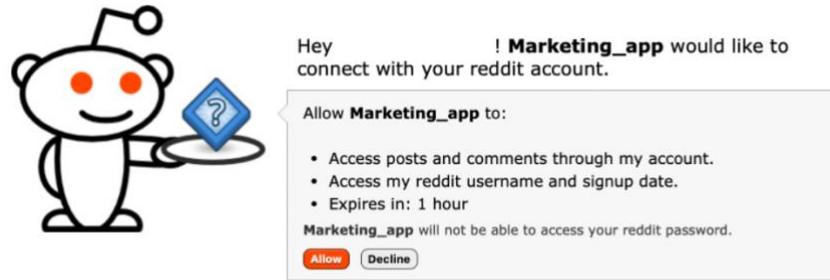 Hey ! Marketing_app would like to
connect with your reddit account.
Allow Marketing_app to:
• Access posts and comments through my account.
• Access my reddit username and signup date.
• Expires in: 1 hour
Marketing_app will not be able to access your reddit password.
Allow Decline
?